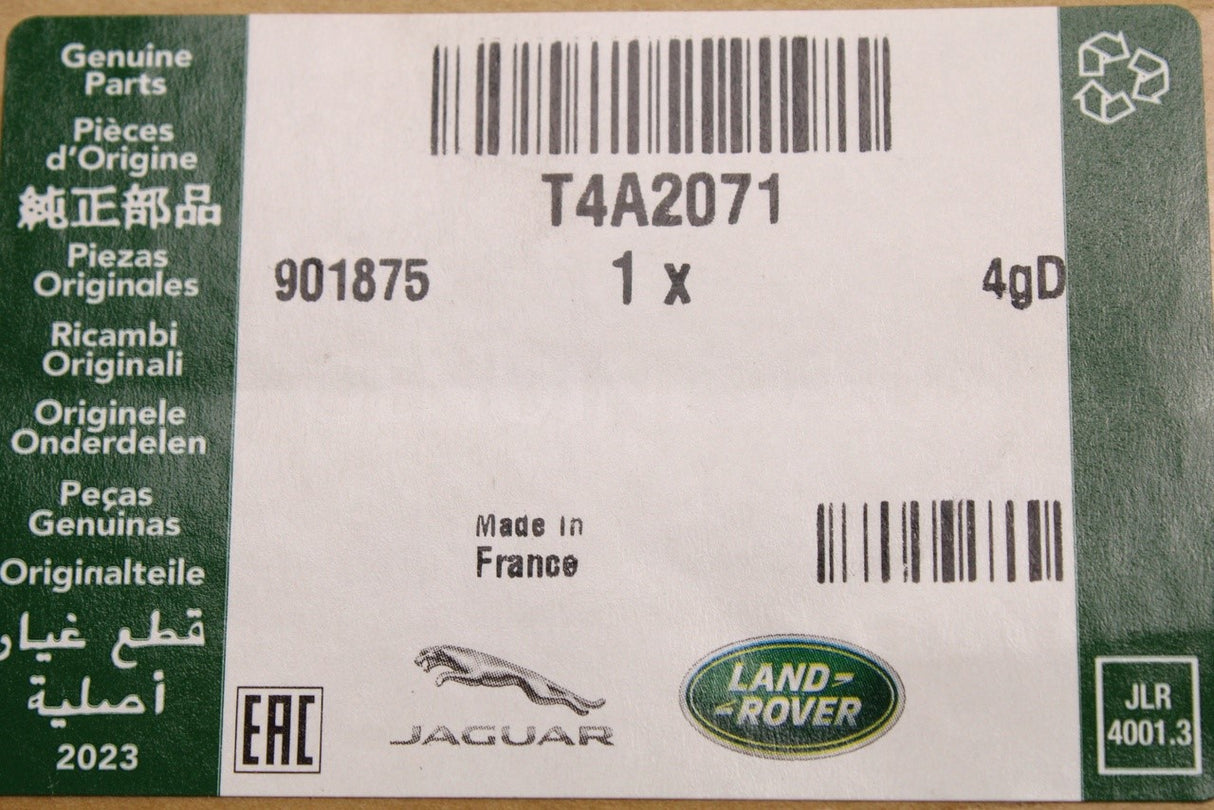 Genuine
Parts
Pièces
d'Origine
純正部品
Piezas
Originales
Ricambi
Originali
Originele
Onderdelen
Peças
Genuinas
Originalteile
قطع غيار
أصلية
2023
T4A2071
901875 1 x 4gD
Made in
France
EAC
JAGUAR
LAND-
-ROVER
JLR
4001.3